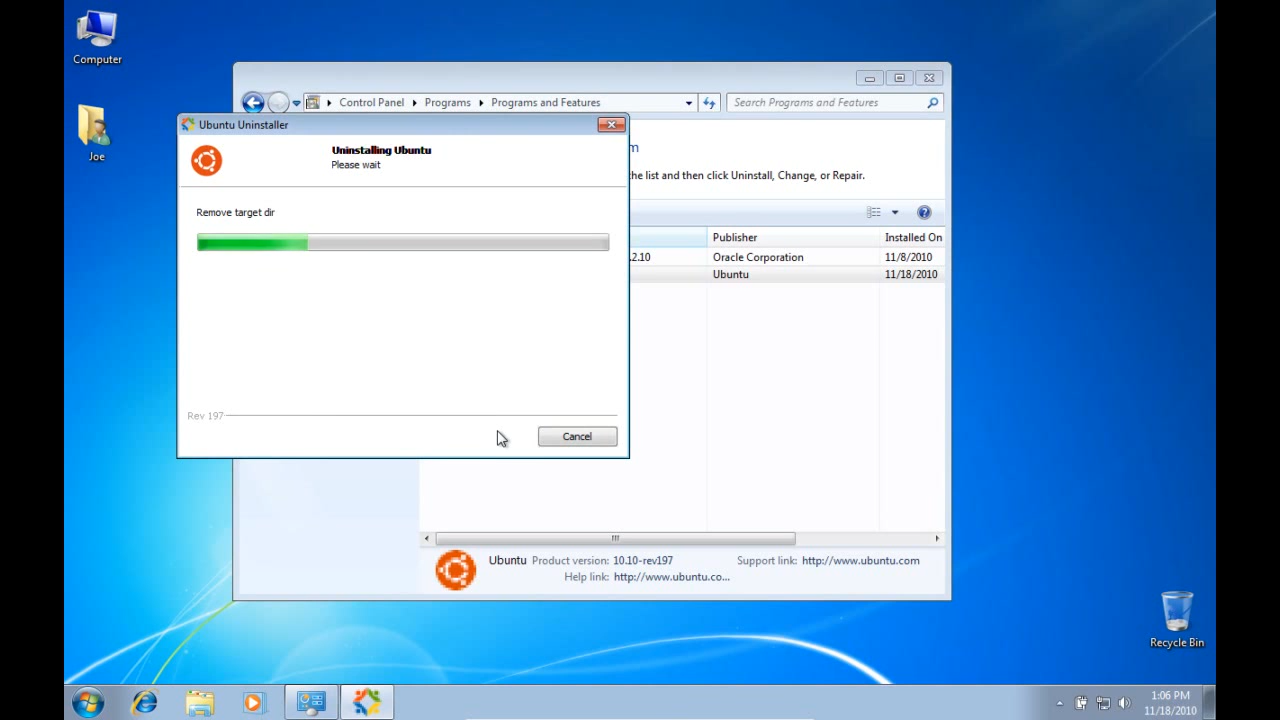 Computer
Joe
Control Panel Programs Programs and Features
Search Programs and Features
Ubuntu Uninstaller
Uninstalling Ubuntu
Please wait
Remove target dir
Rev 197
Cancel
m
the list and then click Uninstall, Change, or Repair.
Publisher Installed On
.2.10 Oracle Corporation 11/8/2010
Ubuntu 11/18/2010
Ubuntu Product version: 10.10-rev197 Support link: http://www.ubuntu.com
Help link: http://www.ubuntu.co...
Recycle Bin
1:06 PM
11/18/2010